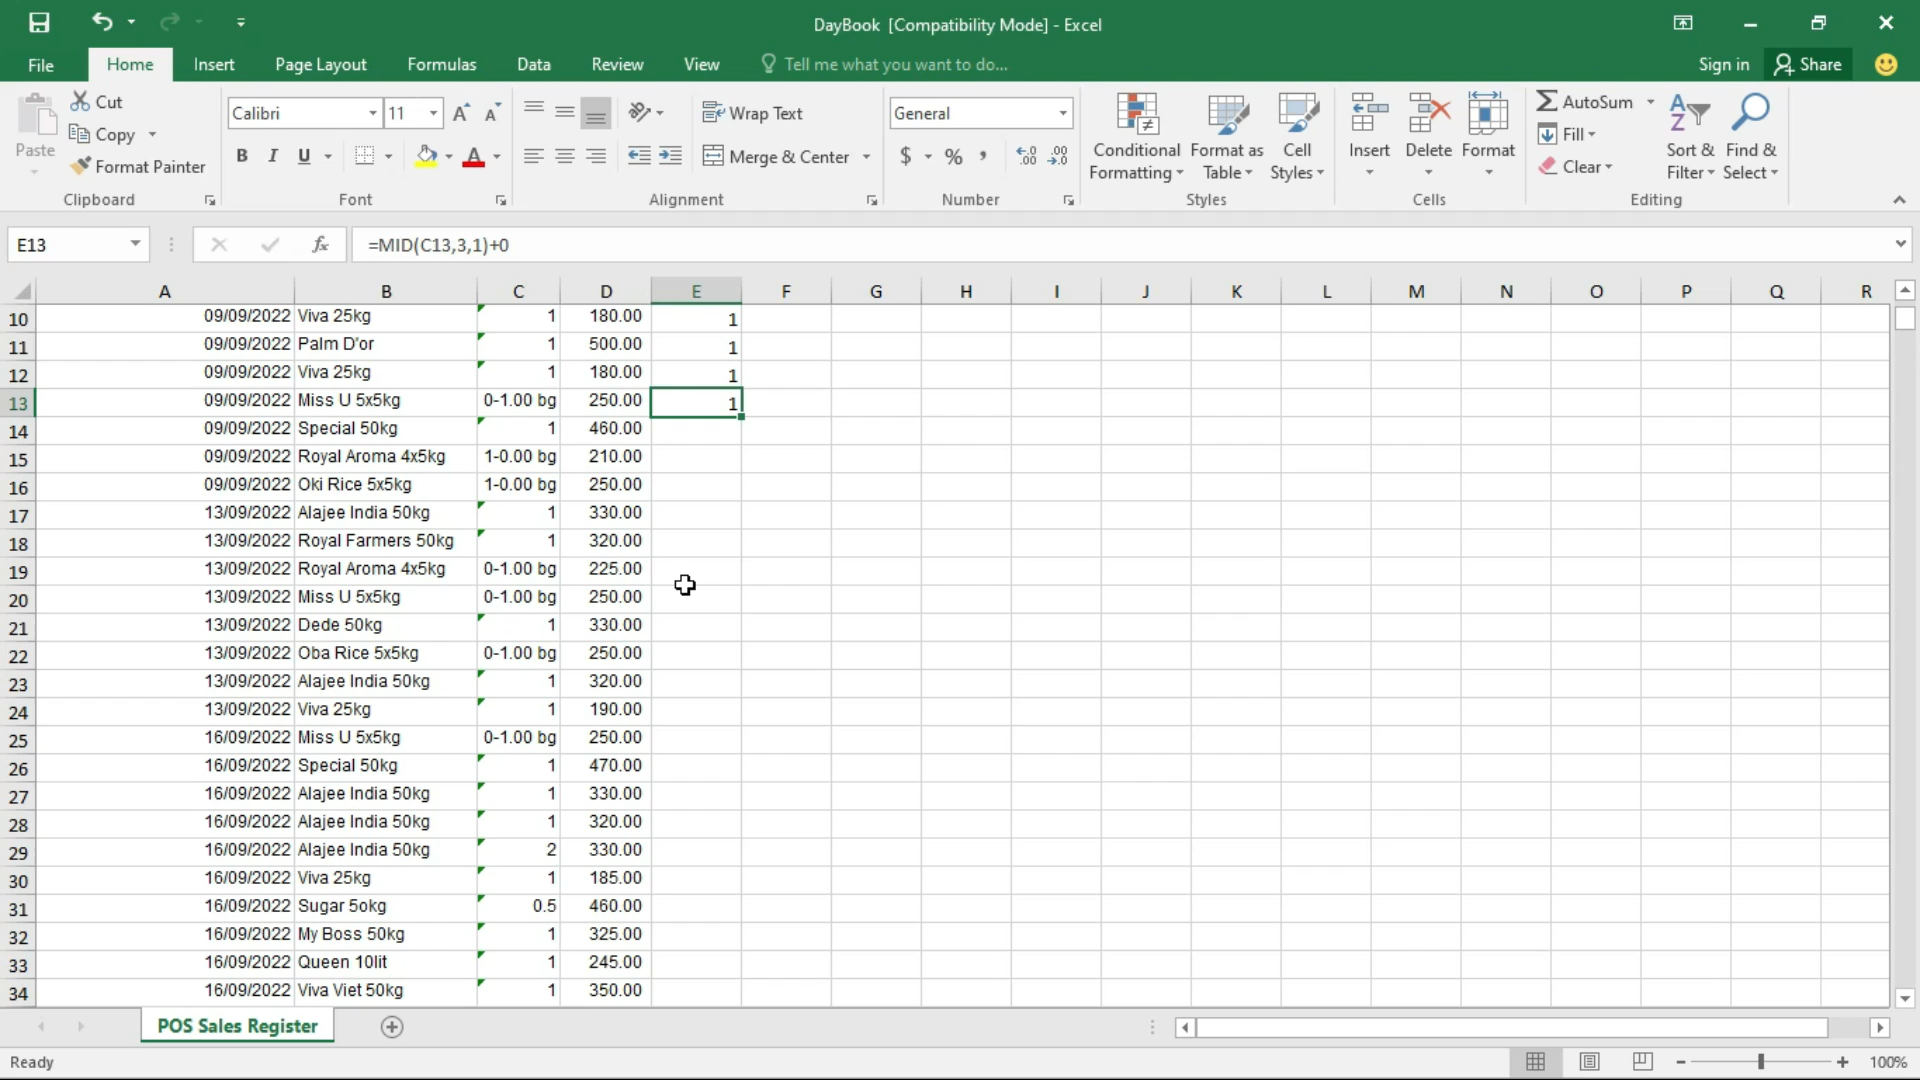 DayBook [Compatibility Mode] - Excel
File Home Insert Page Layout Formulas Data Review View Tell me what you want to do... Sign in Share
Paste Cut Copy Format Painter
Calibri 11
B I U
Wrap Text
Merge & Center
General
$ % ,
Conditional Formatting Format as Table Cell Styles
Insert Delete Format
AutoSum Fill Clear
Sort & Filter Find & Select
Clipboard Font Alignment Number Styles Cells Editing
E13 fx =MID(C13,3,1)+0
A B C D E F G H I J K L M N O P Q R
10 09/09/2022 Viva 25kg 1 180.00 1
11 09/09/2022 Palm D'or 1 500.00 1
12 09/09/2022 Viva 25kg 1 180.00 1
13 09/09/2022 Miss U 5x5kg 0-1.00 bg 250.00 1
14 09/09/2022 Special 50kg 1 460.00
15 09/09/2022 Royal Aroma 4x5kg 1-0.00 bg 210.00
16 09/09/2022 Oki Rice 5x5kg 1-0.00 bg 250.00
17 13/09/2022 Alajee India 50kg 1 330.00
18 13/09/2022 Royal Farmers 50kg 1 320.00
19 13/09/2022 Royal Aroma 4x5kg 0-1.00 bg 225.00
20 13/09/2022 Miss U 5x5kg 0-1.00 bg 250.00
21 13/09/2022 Dede 50kg 1 330.00
22 13/09/2022 Oba Rice 5x5kg 0-1.00 bg 250.00
23 13/09/2022 Alajee India 50kg 1 320.00
24 13/09/2022 Viva 25kg 1 190.00
25 16/09/2022 Miss U 5x5kg 0-1.00 bg 250.00
26 16/09/2022 Special 50kg 1 470.00
27 16/09/2022 Alajee India 50kg 1 330.00
28 16/09/2022 Alajee India 50kg 1 320.00
29 16/09/2022 Alajee India 50kg 2 330.00
30 16/09/2022 Viva 25kg 1 185.00
31 16/09/2022 Sugar 5okg 0.5 460.00
32 16/09/2022 My Boss 50kg 1 325.00
33 16/09/2022 Queen 10lit 1 245.00
34 16/09/2022 Viva Viet 50kg 1 350.00
POS Sales Register
Ready 100%